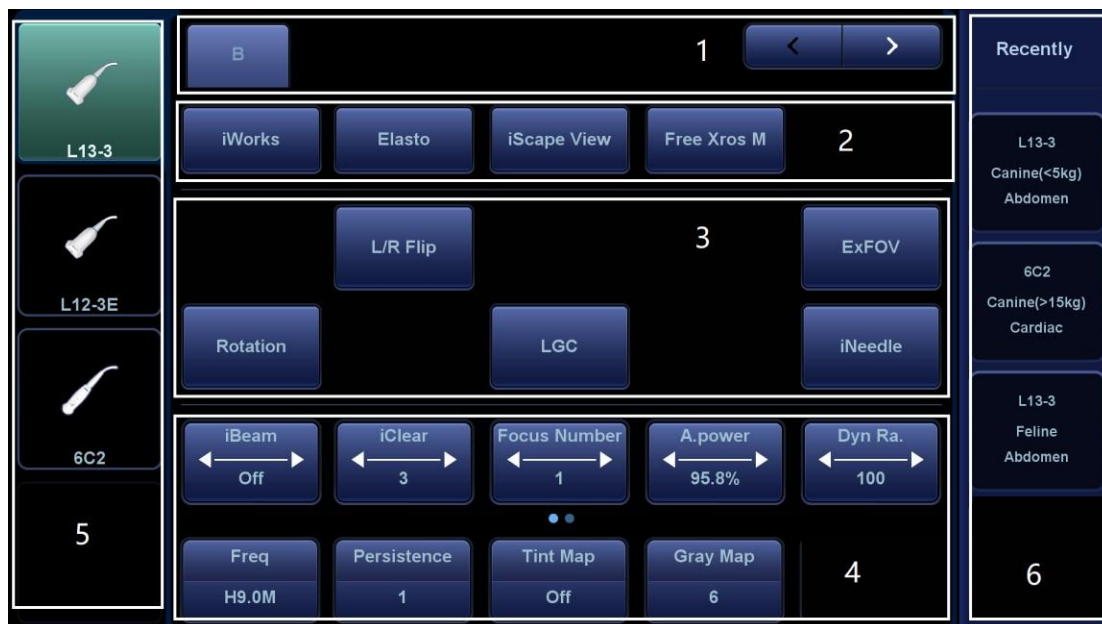 L13-3
L12-3E
6C2
5
B
1
< >
iWorks
Elasto
iScape View
Free Xros M
2
L/R Flip
3
ExFOV
Rotation
LGC
iNeedle
iBeam
Off
iClear
3
Focus Number
1
A.power
95.8%
Dyn Ra.
100
Freq
H9.0M
Persistence
1
Tint Map
Off
Gray Map
6
4
Recently
L13-3
Canine(<5kg)
Abdomen
6C2
Canine(>15kg)
Cardiac
L13-3
Feline
Abdomen
6